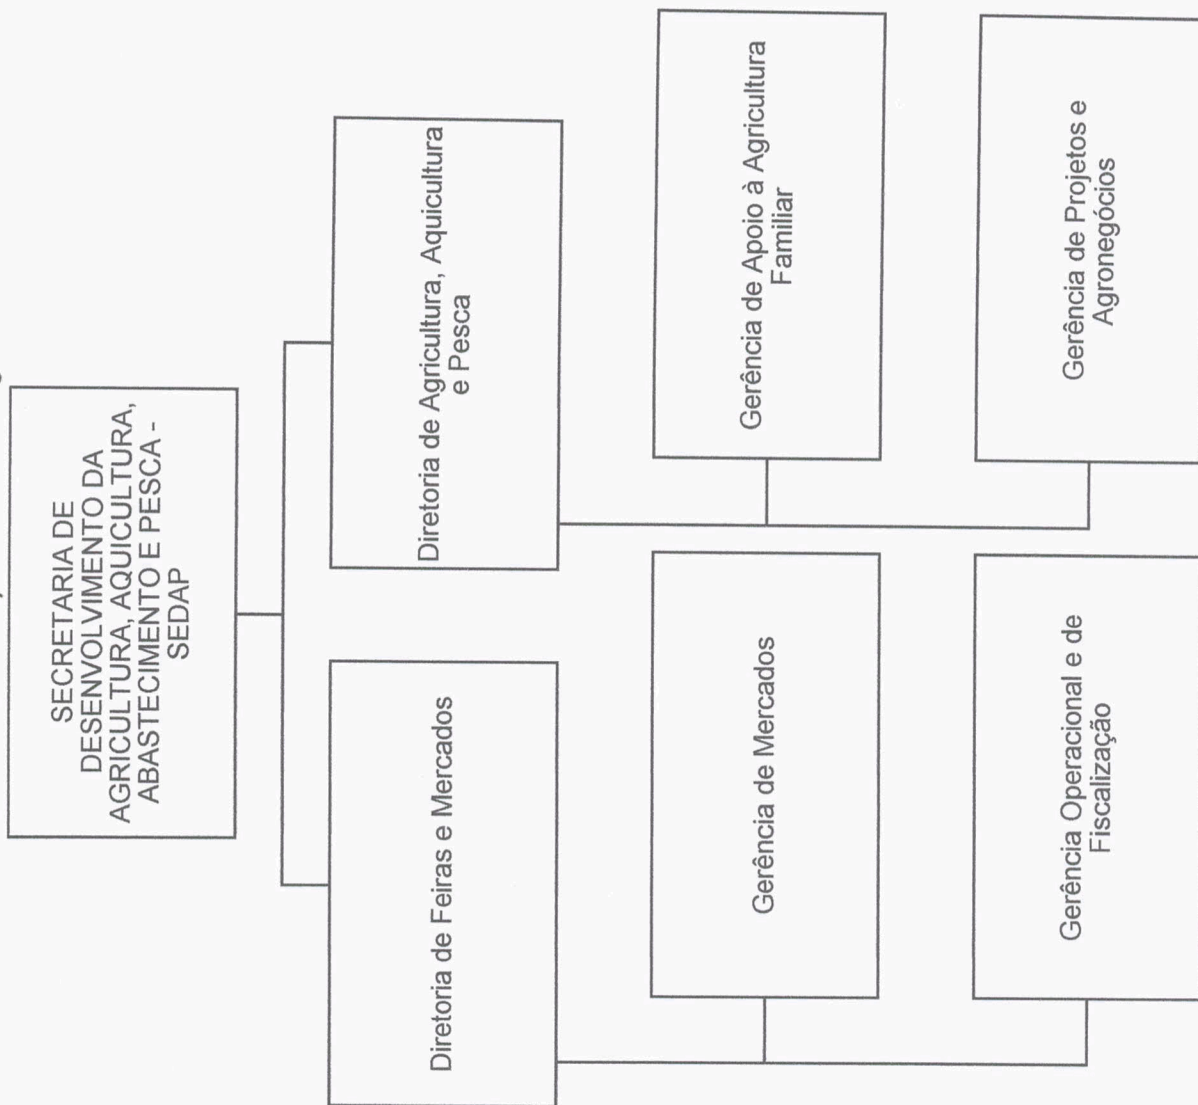 SECRETARIA DE
DESENVOLVIMENTO DA
AGRICULTURA, AQUICULTURA,
ABASTECIMENTO E PESCA -
SEDAP
Diretoria de Feiras e Mercados
Diretoria de Agricultura, Aquicultura
e Pesca
Gerência de Mercados
Gerência de Apoio à Agricultura
Familiar
Gerência Operacional e de
Fiscalização
Gerência de Projetos e
Agronegócios